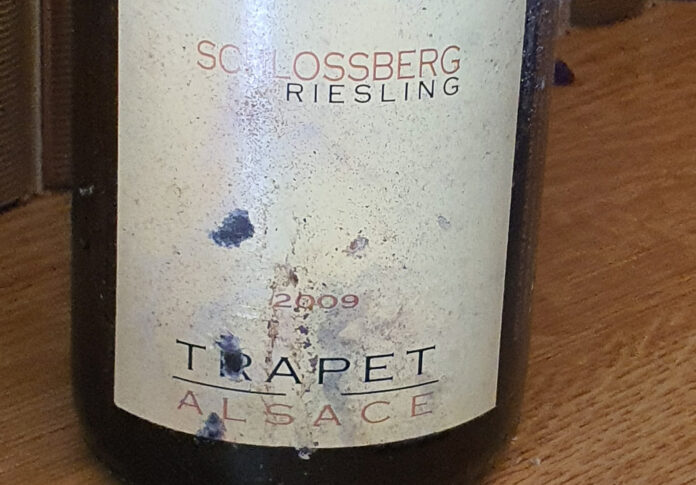 SCHLOSSBERG
RIESLING
2009
TRAPET
ALSACE